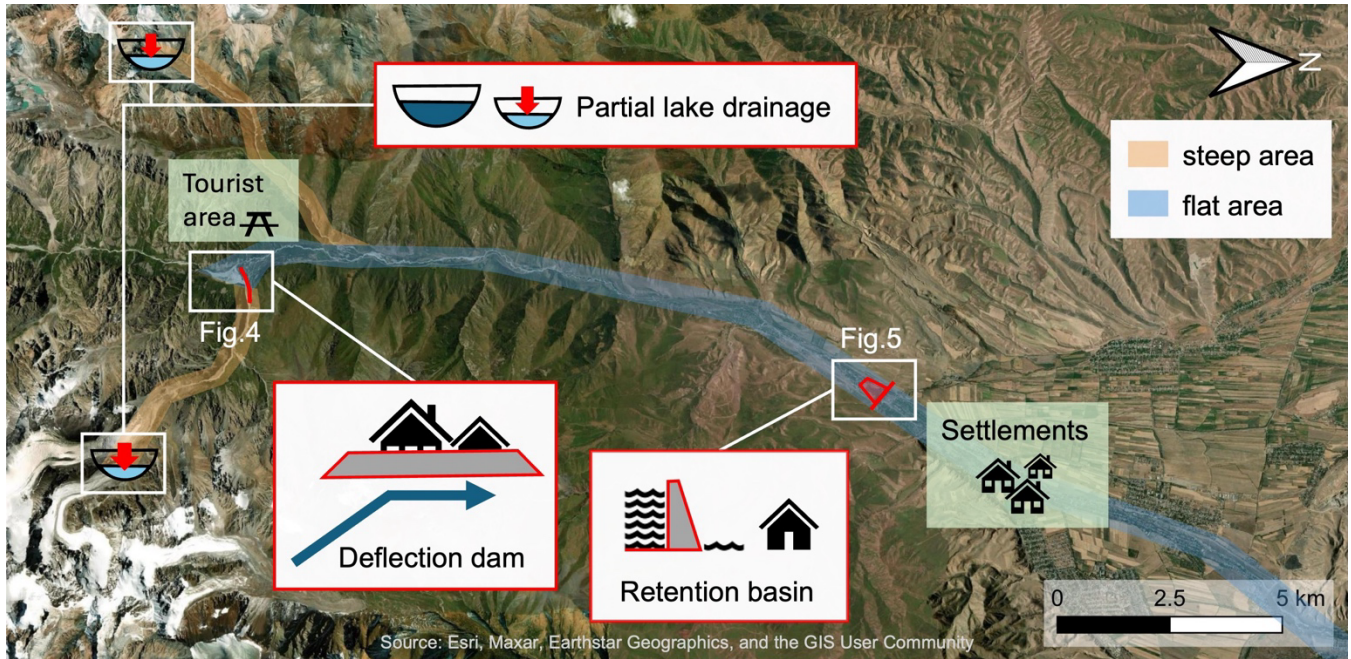 Partial lake drainage
N
steep area
flat area
Tourist
area
Fig.4
Fig.5
Deflection dam
Retention basin
Settlements
0 2.5 5 km
Source: Esri, Maxar, Earthstar Geographics, and the GIS User Community